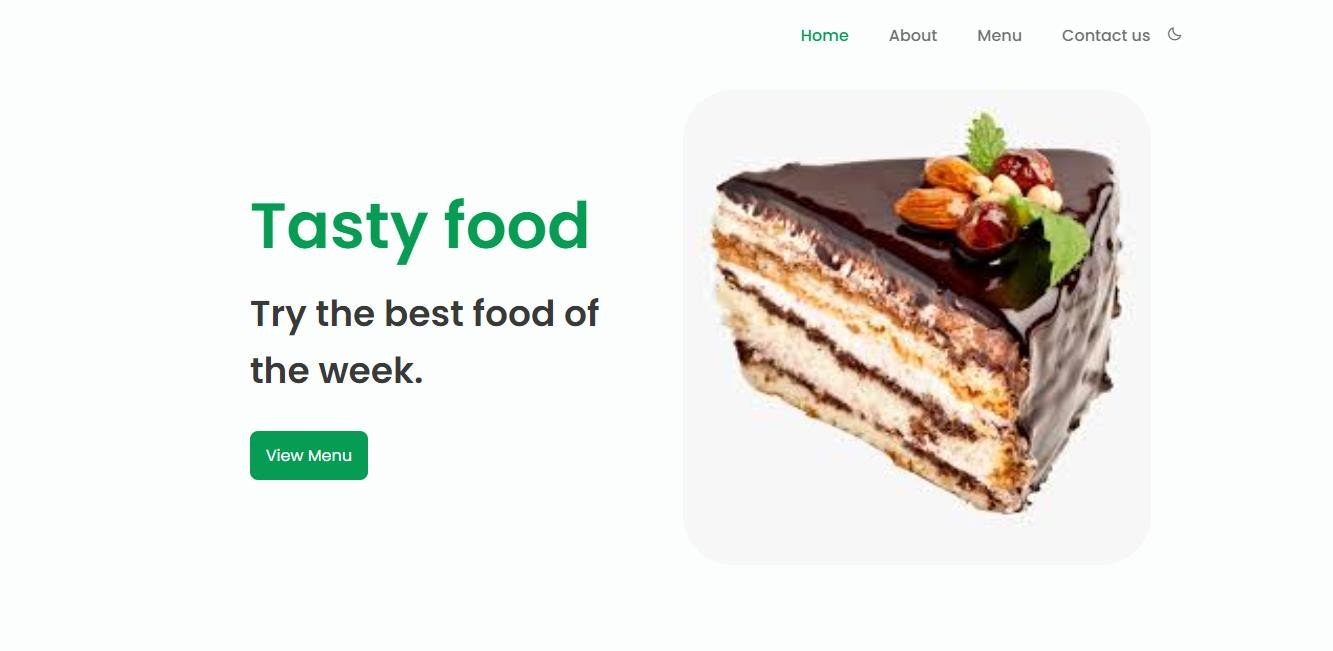 Home About Menu Contact us
Tasty food
Try the best food of
the week.
View Menu